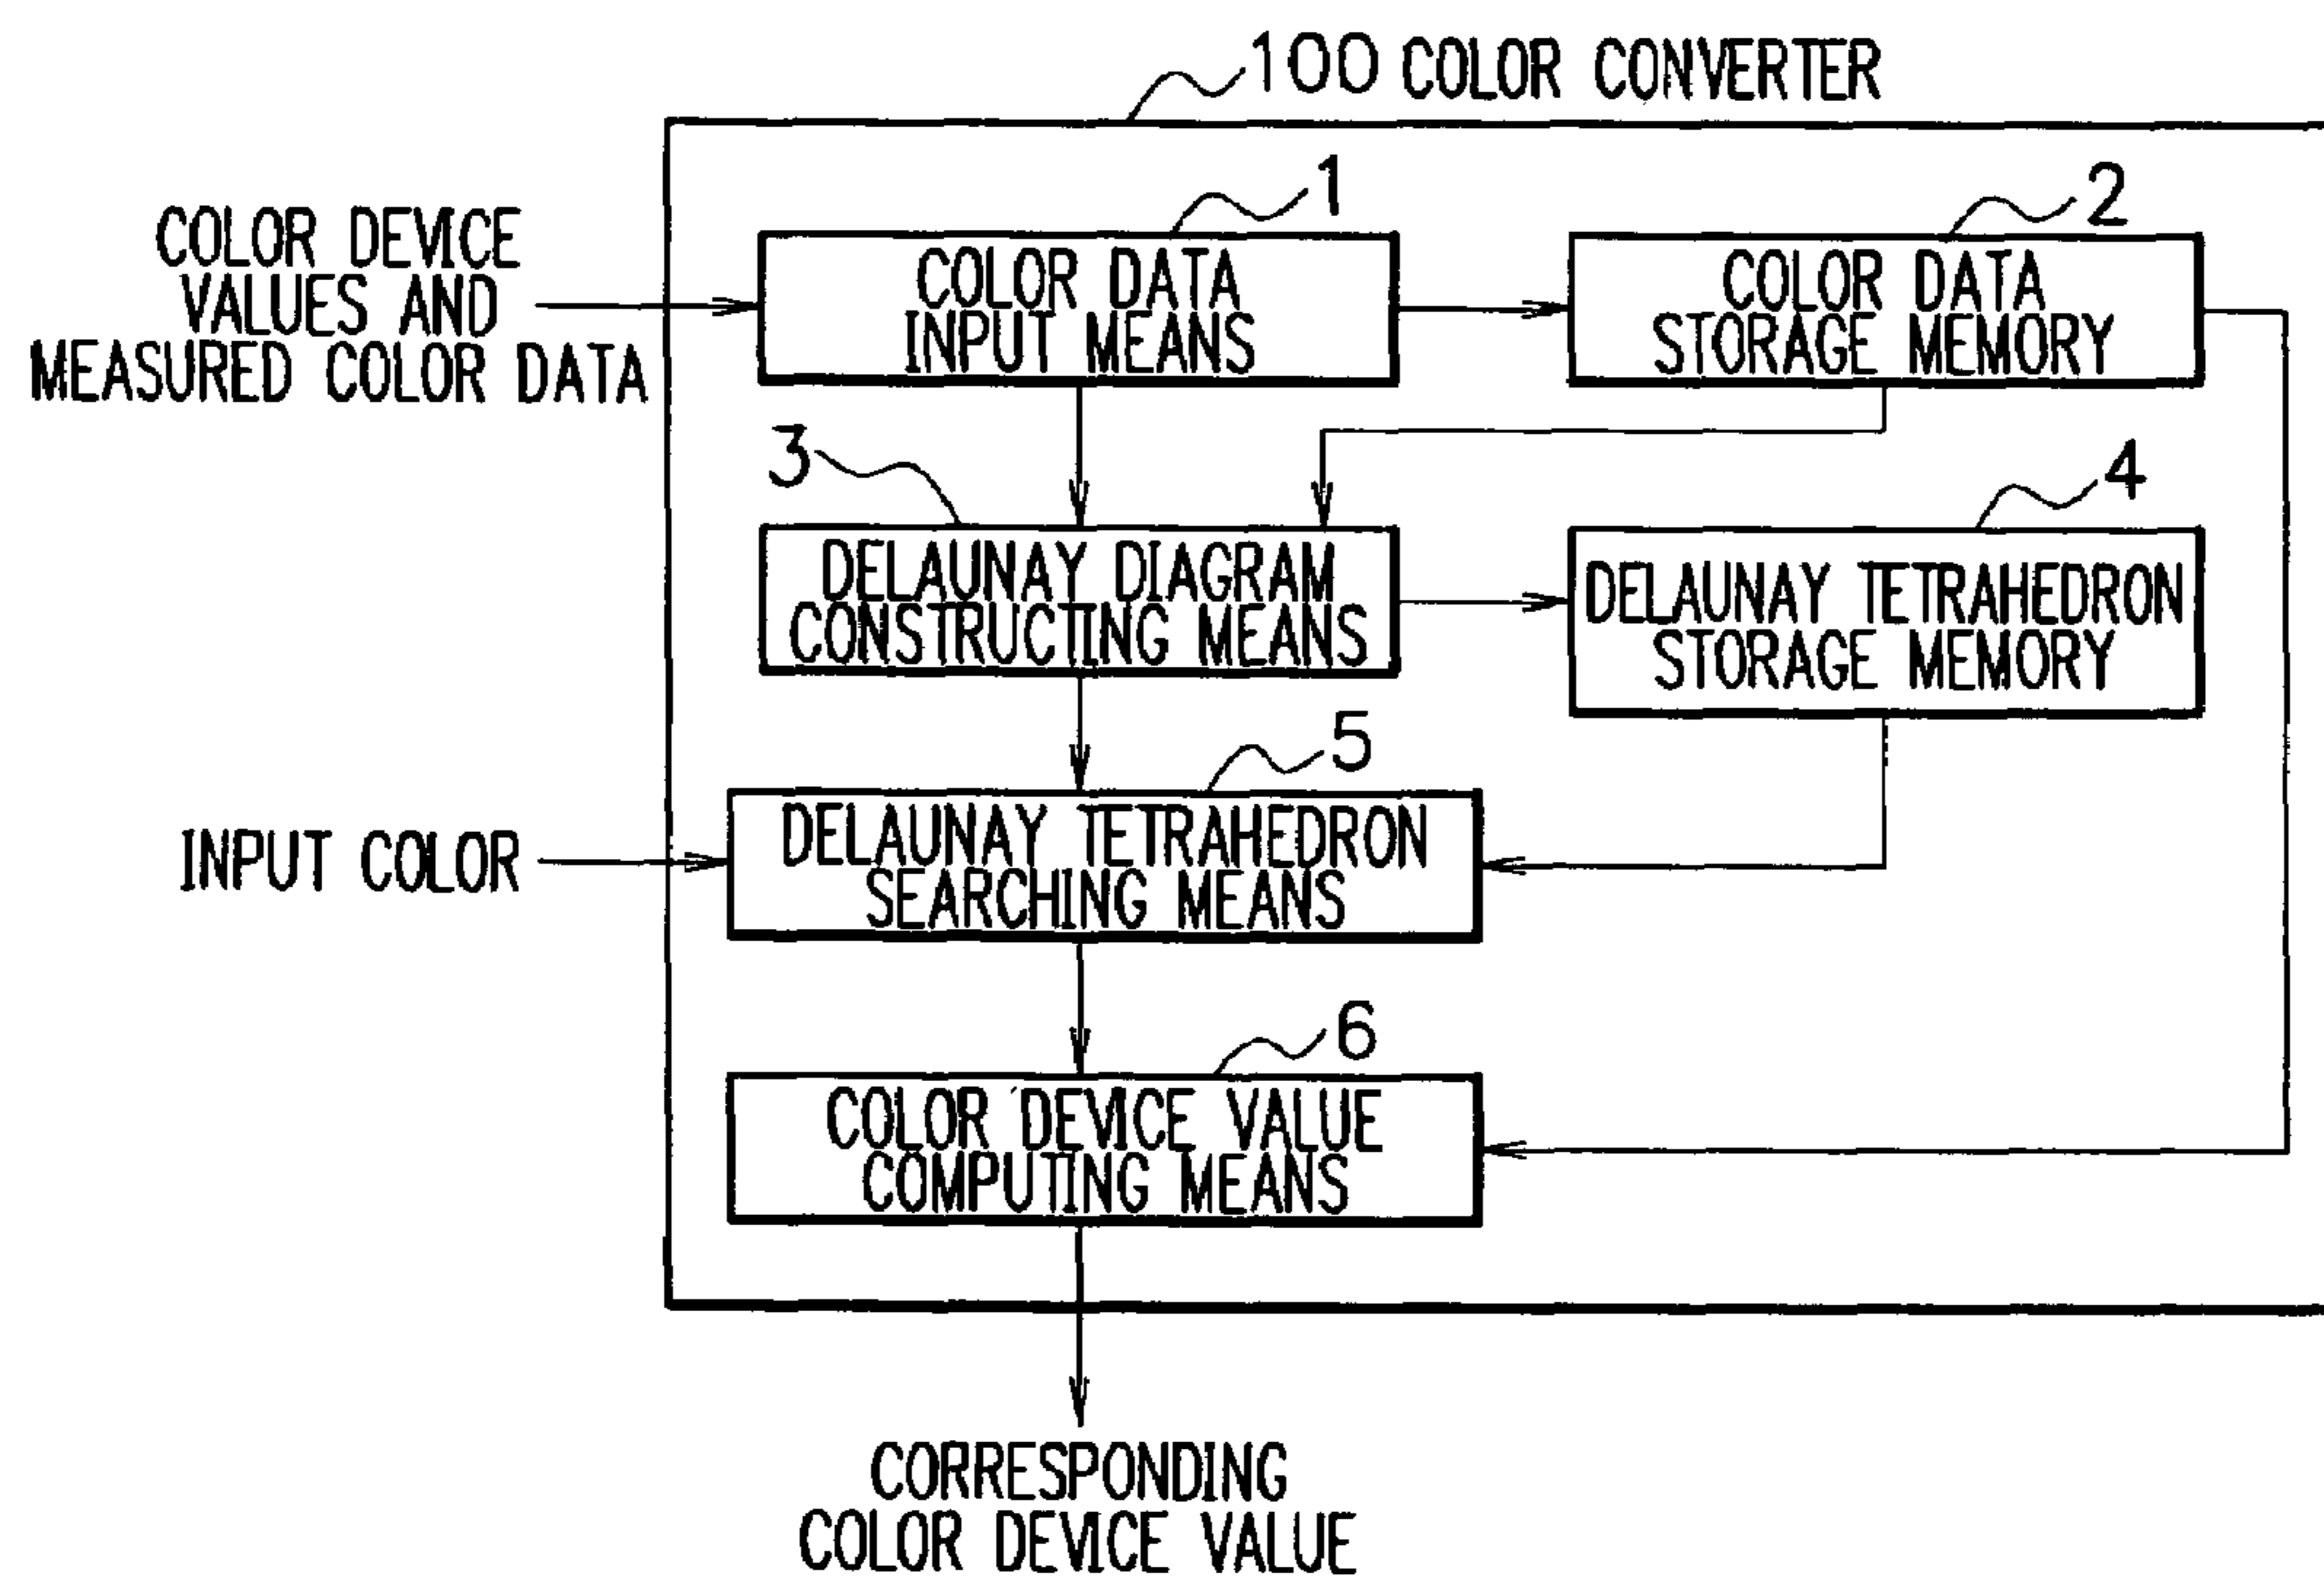 100 COLOR CONVERTER
1
2
COLOR DEVICE
VALUES AND
MEASURED COLOR DATA
COLOR DATA
INPUT MEANS
COLOR DATA
STORAGE MEMORY
3
4
DELAUNAY DIAGRAM
CONSTRUCTING MEANS
DELAUNAY TETRAHEDRON
STORAGE MEMORY
5
INPUT COLOR
DELAUNAY TETRAHEDRON
SEARCHING MEANS
6
COLOR DEVICE VALUE
COMPUTING MEANS
CORRESPONDING
COLOR DEVICE VALUE